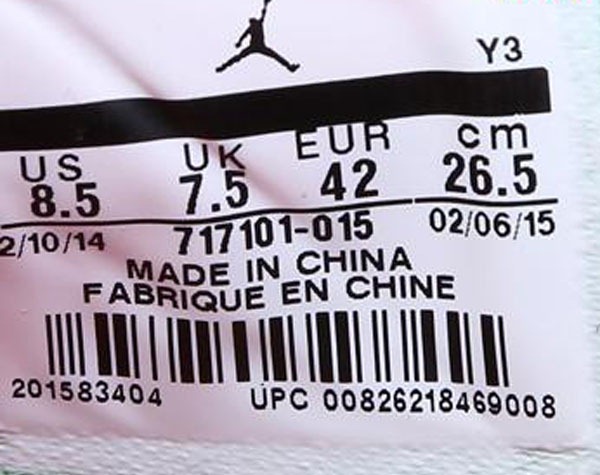 Y3
US UK EUR cm
8.5 7.5 42 26.5
2/10/14 717101-015 02/06/15
MADE IN CHINA
FABRIQUE EN CHINE
201583404 UPC 00826218469008